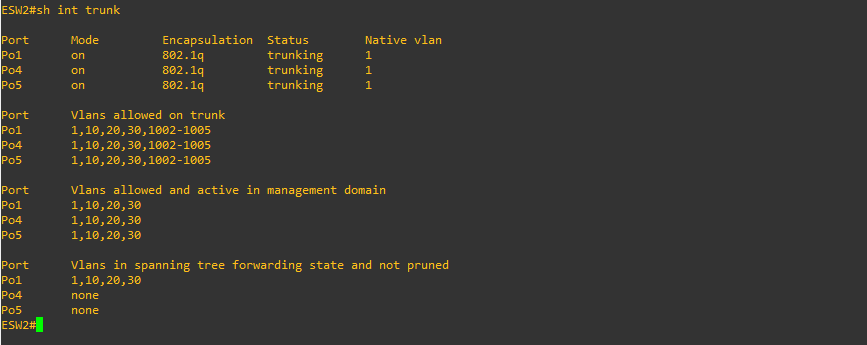 ESW2#sh int trunk
Port Mode Encapsulation Status Native vlan
Po1 on 802.1q trunking 1
Po4 on 802.1q trunking 1
Po5 on 802.1q trunking 1
Port Vlans allowed on trunk
Po1 1,10,20,30,1002-1005
Po4 1,10,20,30,1002-1005
Po5 1,10,20,30,1002-1005
Port Vlans allowed and active in management domain
Po1 1,10,20,30
Po4 1,10,20,30
Po5 1,10,20,30
Port Vlans in spanning tree forwarding state and not pruned
Po1 1,10,20,30
Po4 none
Po5 none
ESW2#